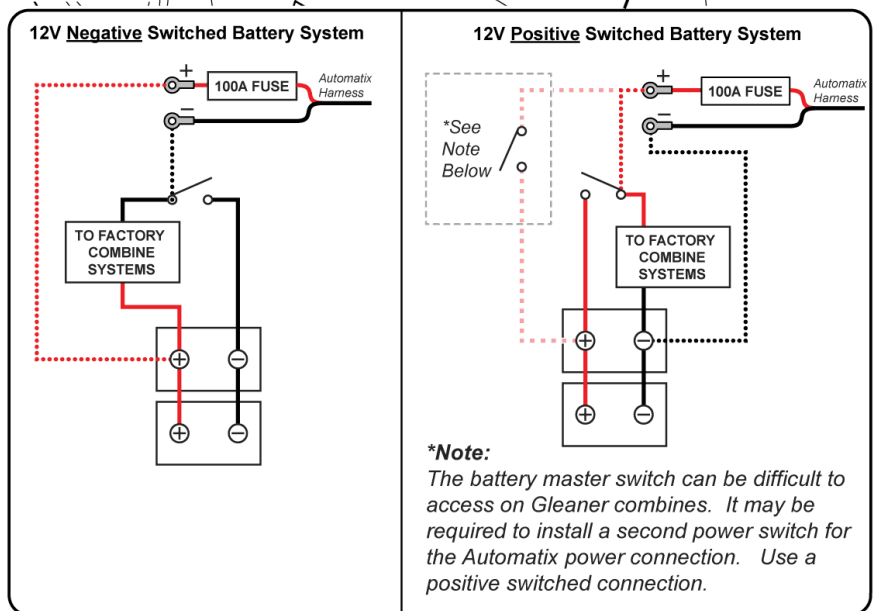 12V Negative Switched Battery System
+
100A FUSE
Automatix
Harness
−
TO FACTORY
COMBINE
SYSTEMS
+ −
+ −
12V Positive Switched Battery System
+
100A FUSE
Automatix
Harness
−
*See
Note
Below
TO FACTORY
COMBINE
SYSTEMS
+ −
+ −
*Note:
The battery master switch can be difficult to
access on Gleaner combines. It may be
required to install a second power switch for
the Automatix power connection. Use a
positive switched connection.